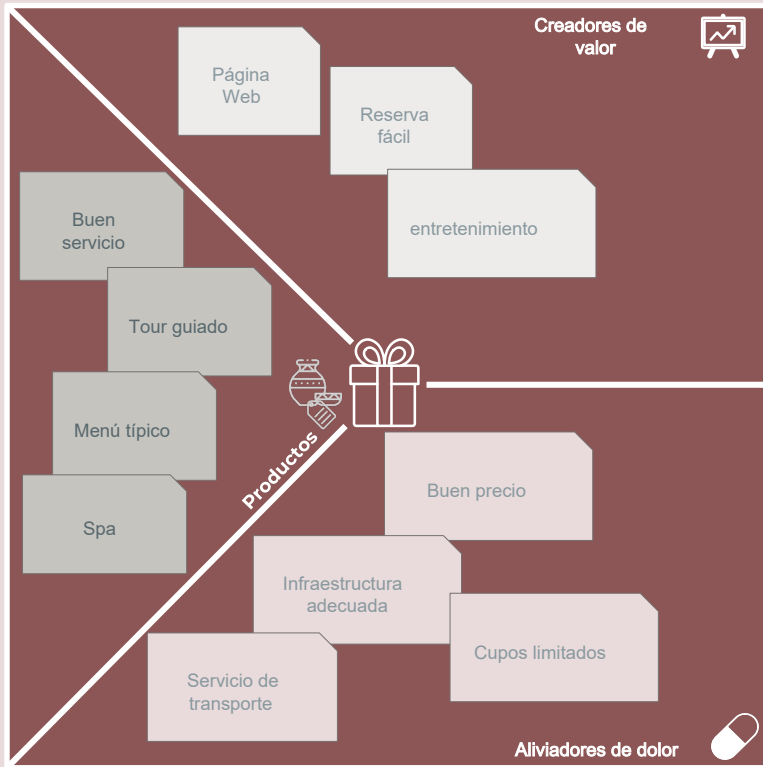 Creadores de
valor
Página
Web
Reserva
fácil
entretenimiento
Buen
servicio
Tour guiado
Menú típico
Spa
Productos
Buen precio
Infraestructura
adecuada
Cupos limitados
Servicio de
transporte
Aliviadores de dolor